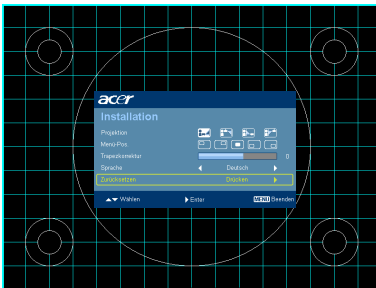 acer
Installation
Projektion
Menü-Pos.
Trapezkorrektur 0
Sprache Deutsch
Zurücksetzen Drücken
Wählen Enter MENU Beenden